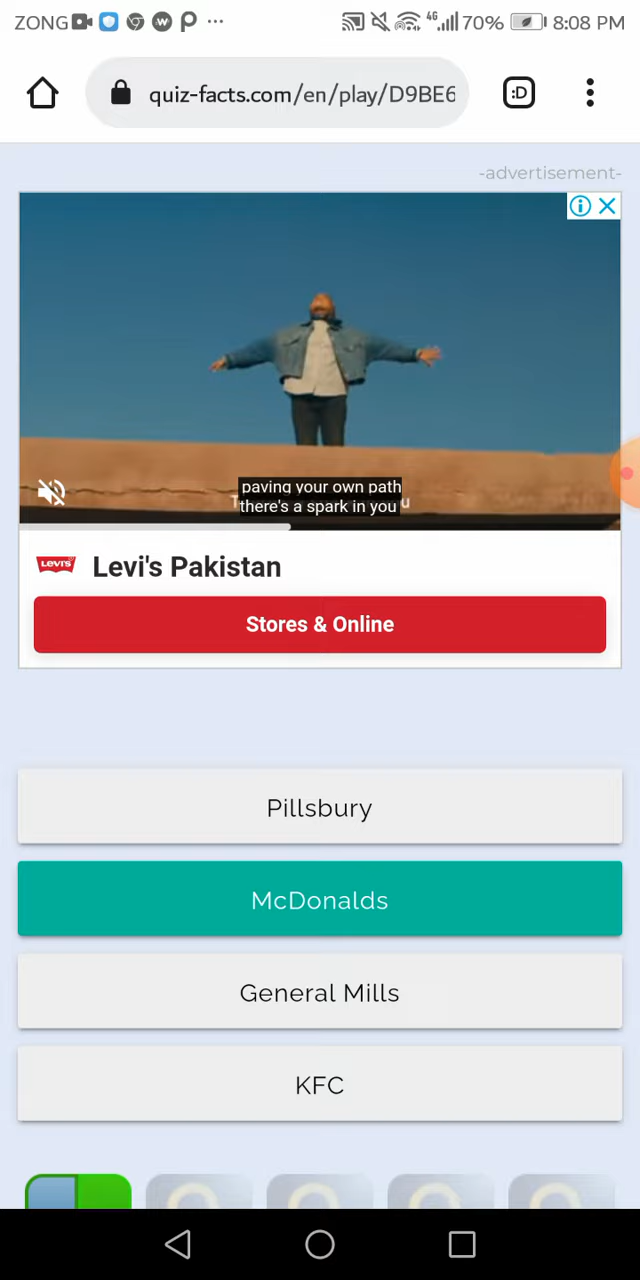 ZONG 4G 70% 8:08 PM
quiz-facts.com/en/play/D9BE6
:D
-advertisement-
paving your own path
there's a spark in you
LEVI'S Levi's Pakistan
Stores & Online
Pillsbury
McDonalds
General Mills
KFC